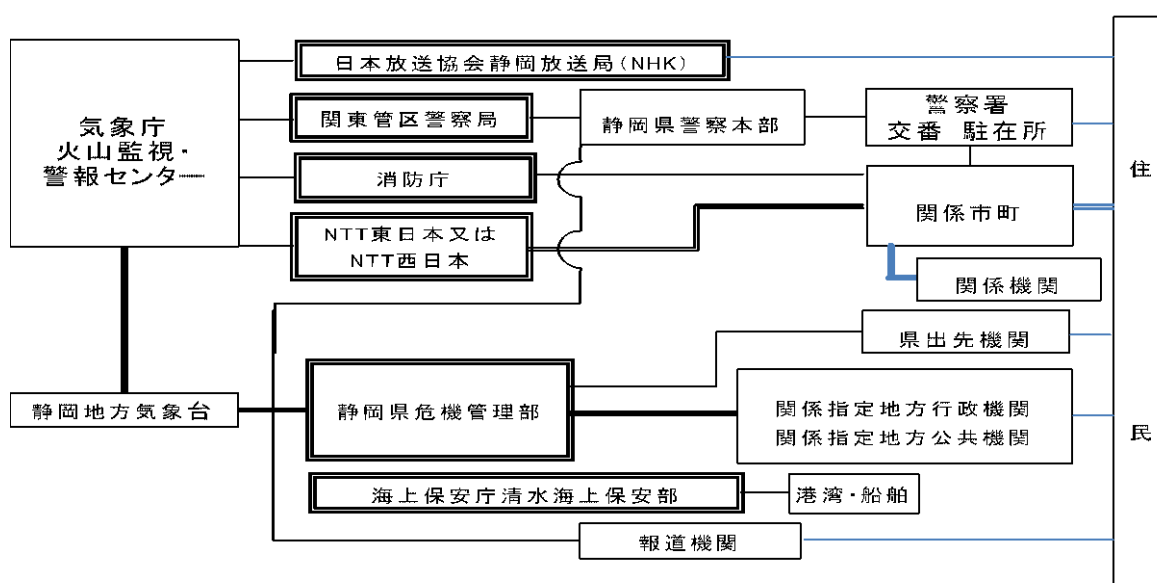 気象庁
火山監視・
警報センター
静岡地方気象台
日本放送協会静岡放送局(NHK)
関東管区警察局
消防庁
NTT東日本又は
NTT西日本
静岡県警察本部
警察署
交番 駐在所
関係市町
関係機関
県出先機関
静岡県危機管理部
関係指定地方行政機関
関係指定地方公共機関
海上保安庁清水海上保安部
港湾・船舶
報道機関
住民